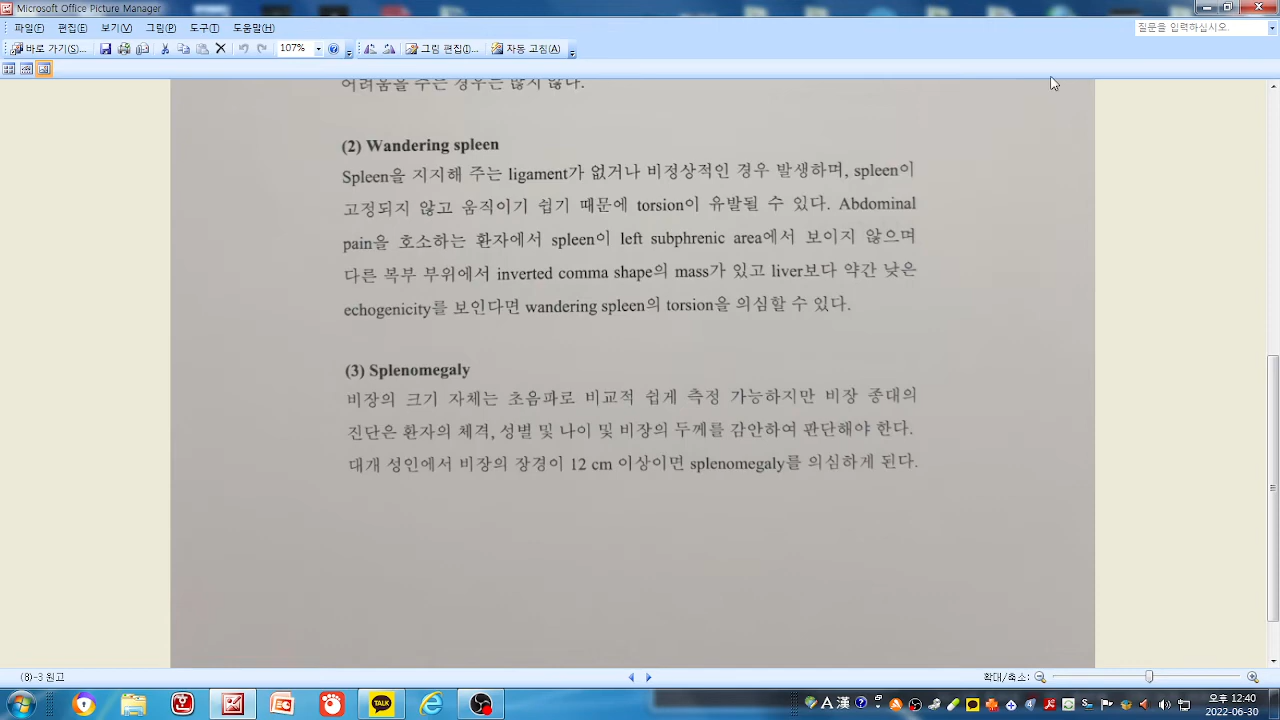 Microsoft Office Picture Manager
파일(F) 편집(E) 보기(V) 그림(P) 도구(T) 도움말(H)
질문을 입력하십시오.
바로 가기(S)... 107% 그림 편집(I)... 자동 고침(A)
어려움을 주는 경우는 많지 않다.
(2) Wandering spleen
Spleen을 지지해 주는 ligament가 없거나 비정상적인 경우 발생하며, spleen이
고정되지 않고 움직이기 쉽기 때문에 torsion이 유발될 수 있다. Abdominal
pain을 호소하는 환자에서 spleen이 left subphrenic area에서 보이지 않으며
다른 복부 부위에서 inverted comma shape의 mass가 있고 liver보다 약간 낮은
echogenicity를 보인다면 wandering spleen의 torsion을 의심할 수 있다.
(3) Splenomegaly
비장의 크기 자체는 초음파로 비교적 쉽게 측정 가능하지만 비장 종대의
진단은 환자의 체격, 성별 및 나이 및 비장의 두께를 감안하여 판단해야 한다.
대개 성인에서 비장의 장경이 12 cm 이상이면 splenomegaly를 의심하게 된다.
(8)-3 원고
확대/축소:
TALK
A 漢
오후 12:40
2022-06-30